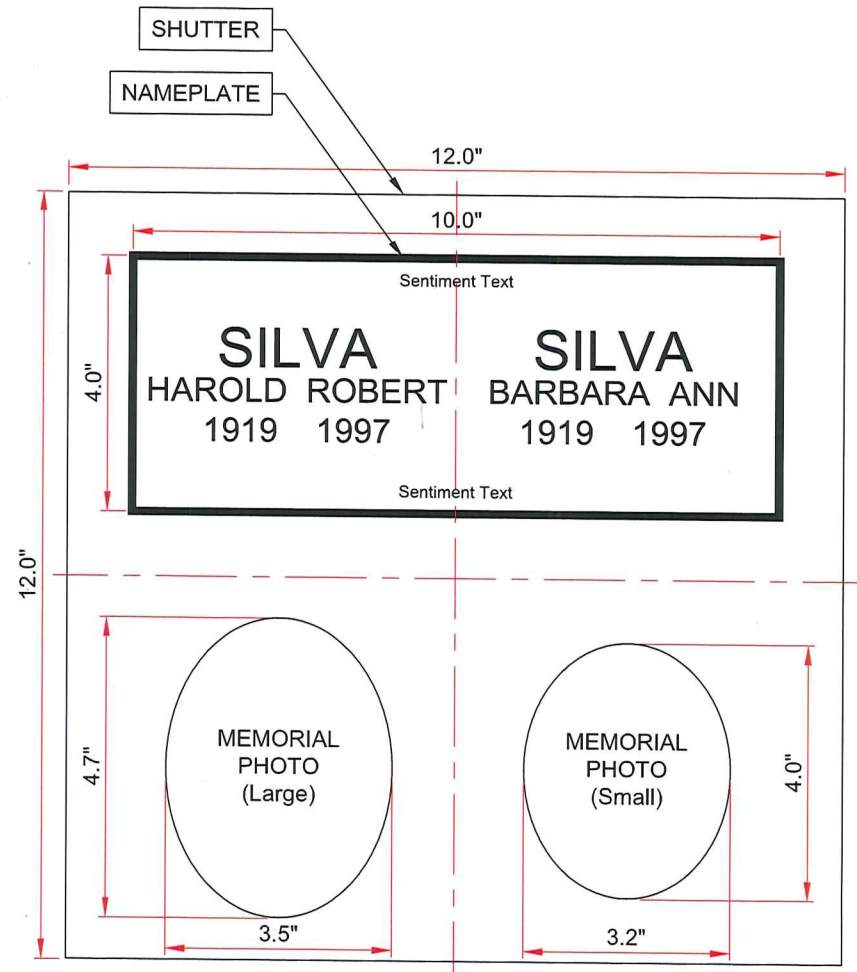 SHUTTER
NAMEPLATE
12.0"
10.0"
Sentiment Text
4.0"
SILVA
HAROLD ROBERT
1919 1997
SILVA
BARBARA ANN
1919 1997
Sentiment Text
12.0"
4.7"
MEMORIAL
PHOTO
(Large)
3.5"
MEMORIAL
PHOTO
(Small)
4.0"
3.2"